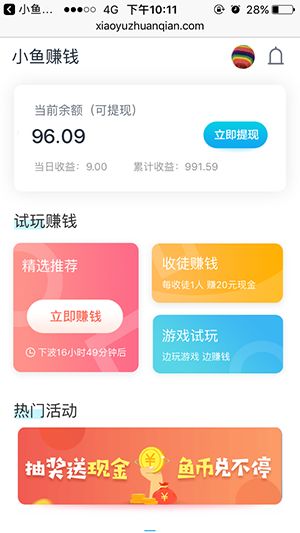 小鱼... 4G 下午10:11 28%
xiaoyuzhuanqian.com
小鱼赚钱
当前余额（可提现）
96.09
立即提现
当日收益：9.00 累计收益：991.59
试玩赚钱
精选推荐
立即赚钱
下波16小时49分钟后
收徒赚钱
每收徒1人 赚20元现金
游戏试玩
边玩游戏 边赚钱
热门活动
抽奖送现金 鱼币兑不停